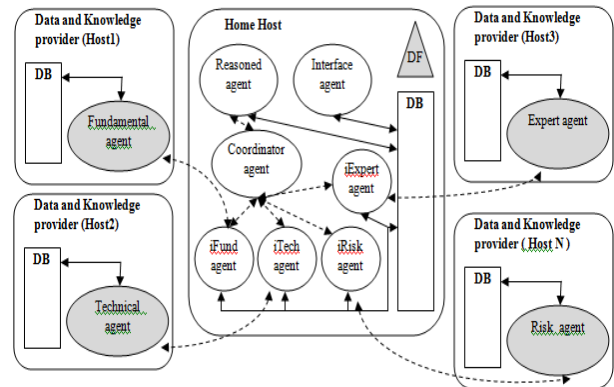 Data and Knowledge
provider (Host1)
DB
Fundamental
agent
Data and Knowledge
provider (Host2)
DB
Technical
agent
Home Host
Reasoned
agent
Interface
agent
DF
DB
Coordinator
agent
iExpert
agent
iFund
agent
iTech
agent
iRisk
agent
Data and Knowledge
provider (Host3)
DB
Expert agent
Data and Knowledge
provider ( Host N)
DB
Risk agent